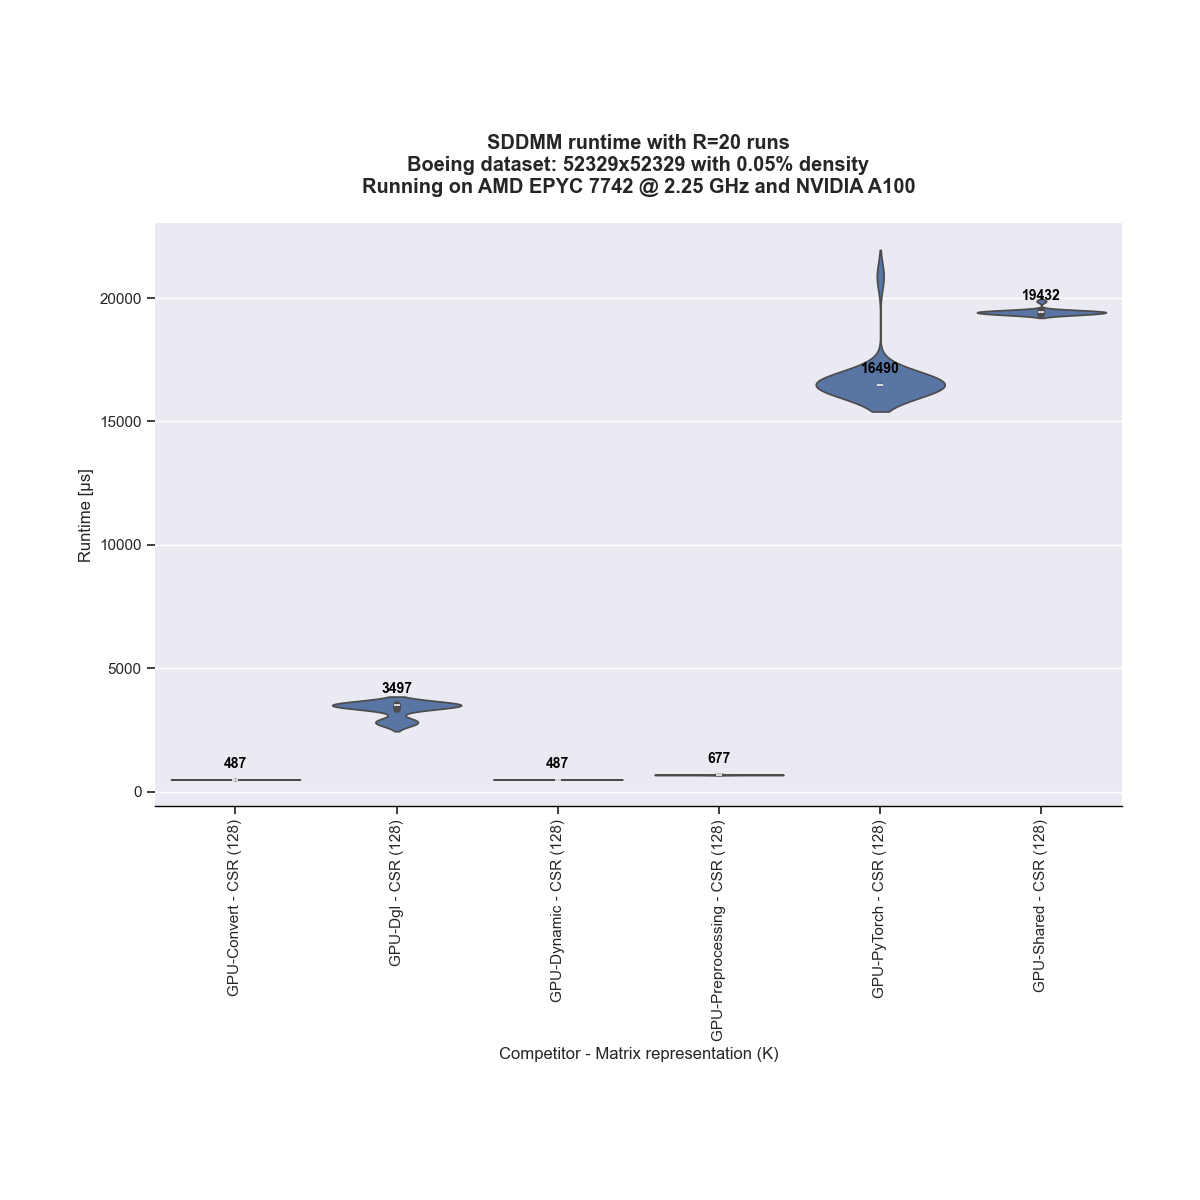 SDDMM runtime with R=20 runs
Boeing dataset: 52329x52329 with 0.05% density
Running on AMD EPYC 7742 @ 2.25 GHz and NVIDIA A100
Runtime [µs]
20000
15000
10000
5000
0
487
3497
487
677
16490
19432
GPU-Convert - CSR (128)
GPU-Dgl - CSR (128)
GPU-Dynamic - CSR (128)
GPU-Preprocessing - CSR (128)
GPU-PyTorch - CSR (128)
GPU-Shared - CSR (128)
Competitor - Matrix representation (K)